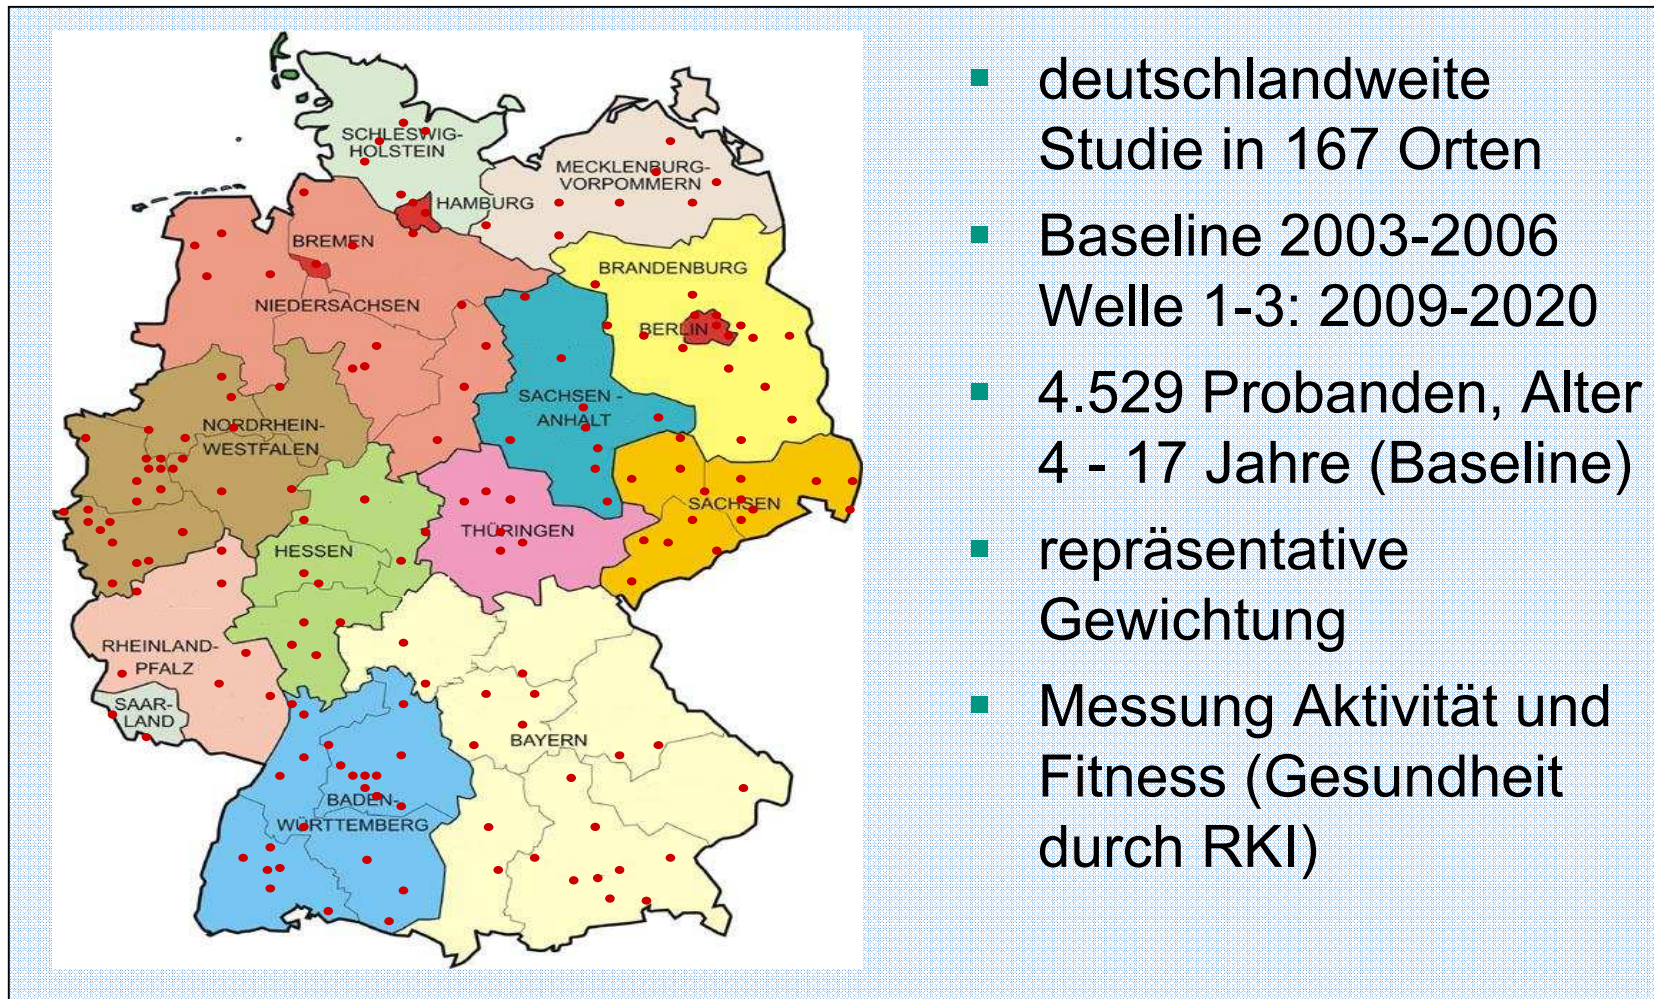 SCHLESWIG-
HOLSTEIN
MECKLENBURG-
VORPOMMERN
HAMBURG
BREMEN
BRANDENBURG
NIEDERSACHSEN
BERLIN
SACHSEN -
ANHALT
NORDRHEIN-
WESTFALEN
SACHSEN
THÜRINGEN
HESSEN
RHEINLAND-
PFALZ
SAAR-
LAND
BAYERN
BADEN-
WÜRTTEMBERG
deutschlandweite
Studie in 167 Orten
Baseline 2003-2006
Welle 1-3: 2009-2020
4.529 Probanden, Alter
4 - 17 Jahre (Baseline)
repräsentative
Gewichtung
Messung Aktivität und
Fitness (Gesundheit
durch RKI)